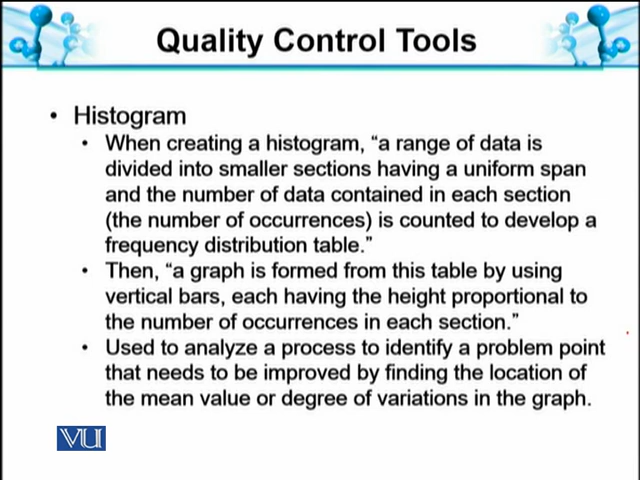 Quality Control Tools
• Histogram
• When creating a histogram, “a range of data is
divided into smaller sections having a uniform span
and the number of data contained in each section
(the number of occurrences) is counted to develop a
frequency distribution table.”
• Then, “a graph is formed from this table by using
vertical bars, each having the height proportional to
the number of occurrences in each section.”
• Used to analyze a process to identify a problem point
that needs to be improved by finding the location of
the mean value or degree of variations in the graph.
VU